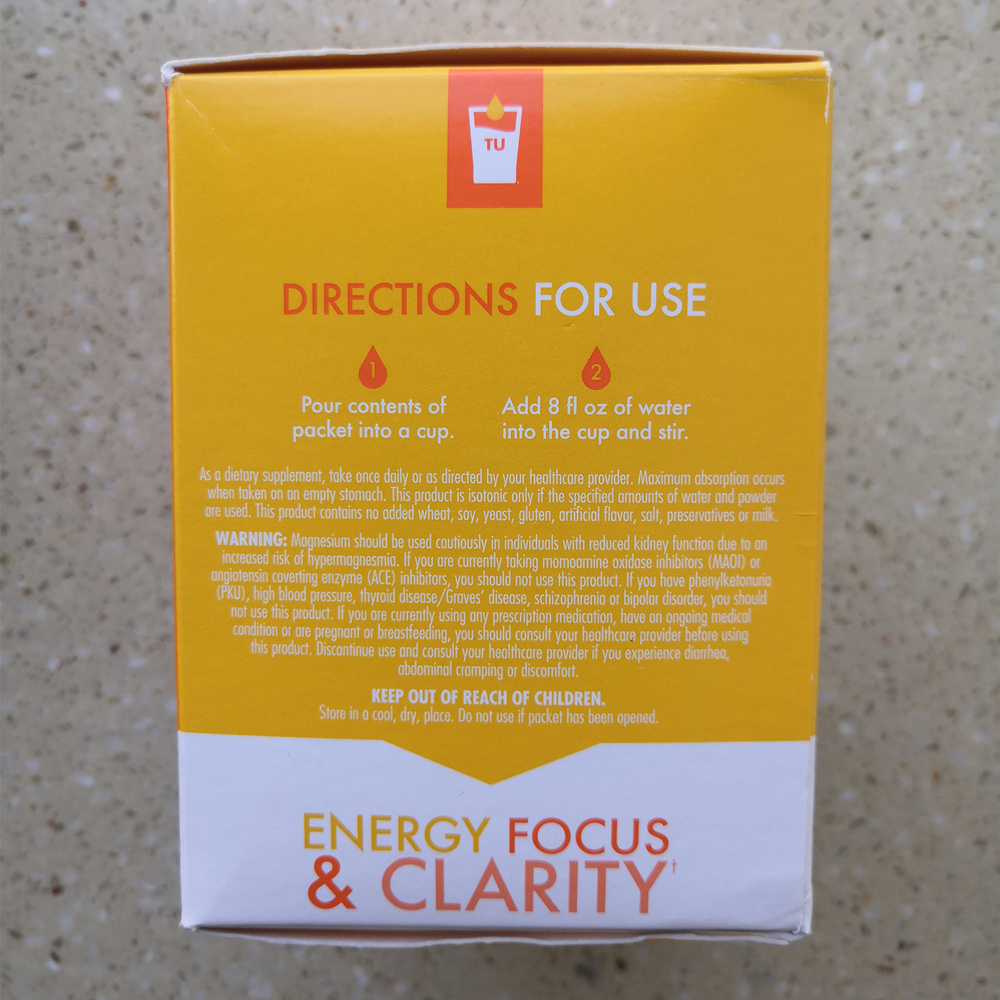 TU
DIRECTIONS FOR USE
1
Pour contents of
packet into a cup.
2
Add 8 fl oz of water
into the cup and stir.
As a dietary supplement, take once daily or as directed by your healthcare provider. Maximum absorption occurs
when taken on an empty stomach. This product is isotonic only if the specified amounts of water and powder
are used. This product contains no added wheat, soy, yeast, gluten, artificial flavor, salt, preservatives or milk.
WARNING: Magnesium should be used cautiously in individuals with reduced kidney function due to an
increased risk of hypermagnesmia. If you are currently taking momoamine oxidase inhibitors (MAOI) or
angiotensin coverting enzyme (ACE) inhibitors, you should not use this product. If you have phenylketonuria
(PKU), high blood pressure, thyroid disease/Graves' disease, schizophrenia or bipolar disorder, you should
not use this product. If you are currently using any prescription medication, have an ongoing medical
condition or are pregnant or breastfeeding, you should consult your healthcare provider before using
this product. Discontinue use and consult your healthcare provider if you experience diarrhea,
abdominal cramping or discomfort.
KEEP OUT OF REACH OF CHILDREN.
Store in a cool, dry, place. Do not use if packet has been opened.
ENERGY FOCUS
& CLARITY†